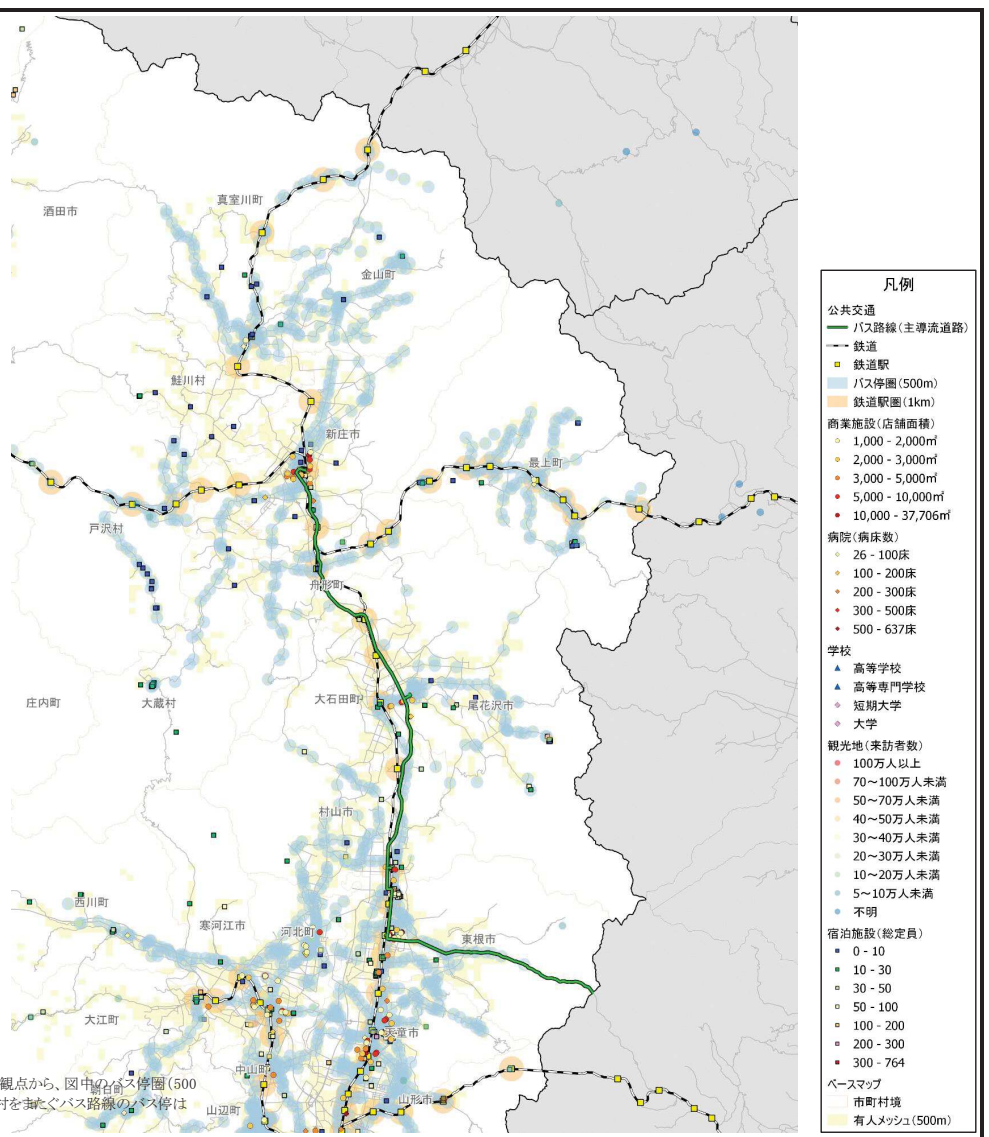 真室川町
酒田市
金山町
鮭川村
新庄市
最上町
戸沢村
舟形町
大石田町
庄内町
大蔵村
尾花沢市
村山市
西川町
寒河江市
河北町
東根市
大江町
天童市
中山町
観点から、図中のバス停圏(500
朝日町
村をまたぐバス路線のバス停は
山辺町
山形市
凡例
公共交通
バス路線(主導流道路)
鉄道
鉄道駅
バス停圏(500m)
鉄道駅圏(1km)
商業施設(店舗面積)
1,000 - 2,000㎡
2,000 - 3,000㎡
3,000 - 5,000㎡
5,000 - 10,000㎡
10,000 - 37,706㎡
病院(病床数)
26 - 100床
100 - 200床
200 - 300床
300 - 500床
500 - 637床
学校
高等学校
高等専門学校
短期大学
大学
観光地(来訪者数)
100万人以上
70～100万人未満
50～70万人未満
40～50万人未満
30～40万人未満
20～30万人未満
10～20万人未満
5～10万人未満
不明
宿泊施設(総定員)
0 - 10
10 - 30
30 - 50
50 - 100
100 - 200
200 - 300
300 - 764
ベースマップ
市町村境
有人メッシュ(500m)